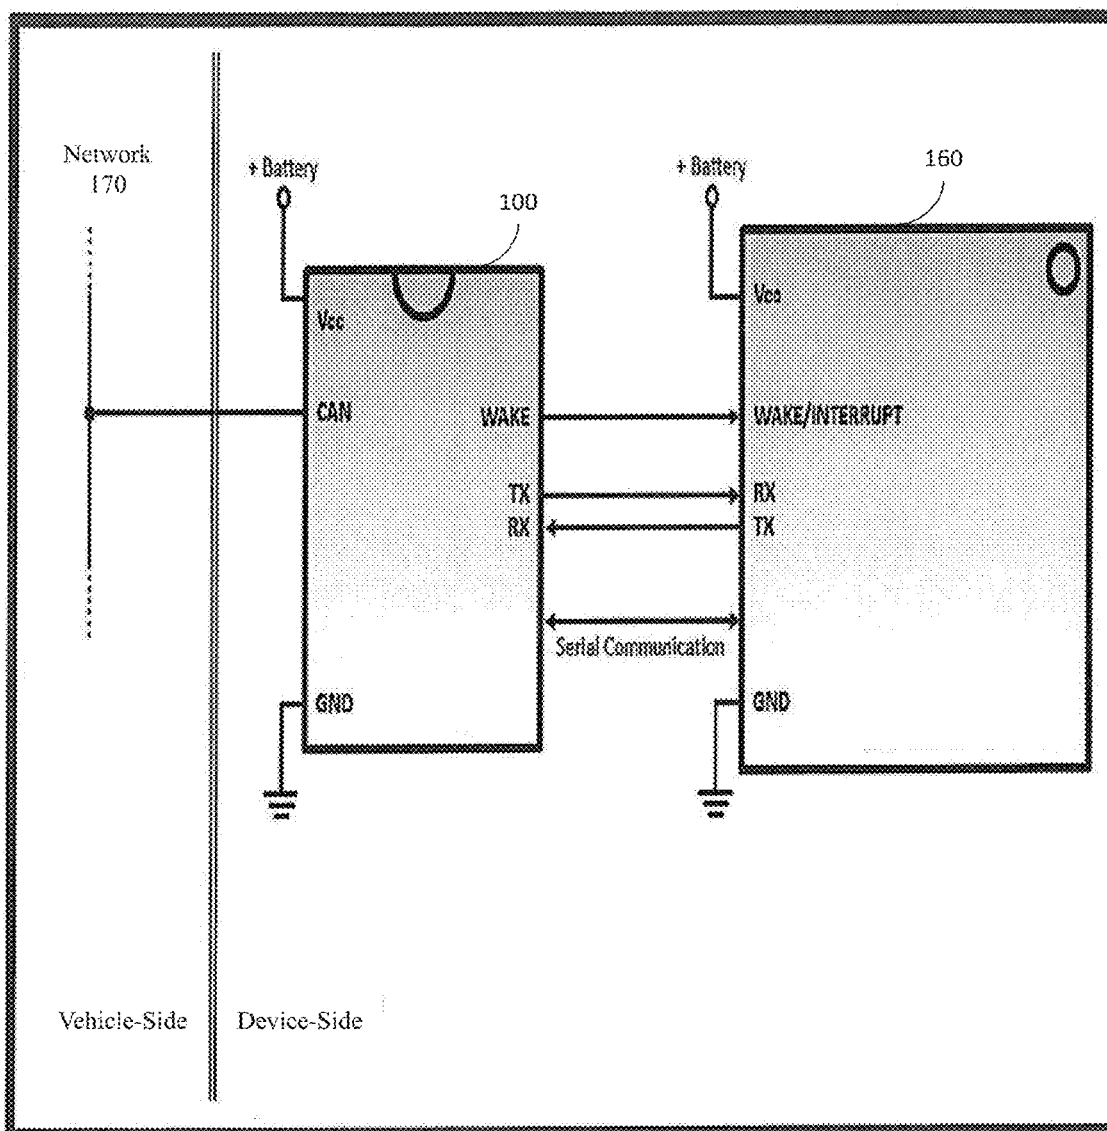 Network
170
+ Battery
100
+ Battery
160
Vcc
Vcc
CAN
WAKE
WAKE/INTERRUPT
TX
RX
RX
TX
Serial Communication
GND
GND
Vehicle-Side
Device-Side